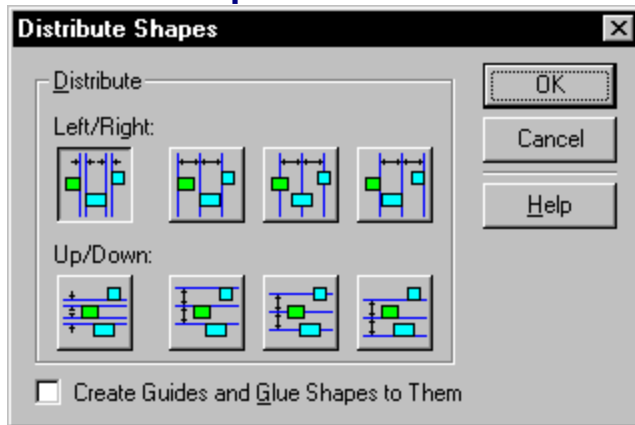 Distribute Shapes
Distribute
OK
Left/Right:
Cancel
Help
Up/Down:
Create Guides and Glue Shapes to Them